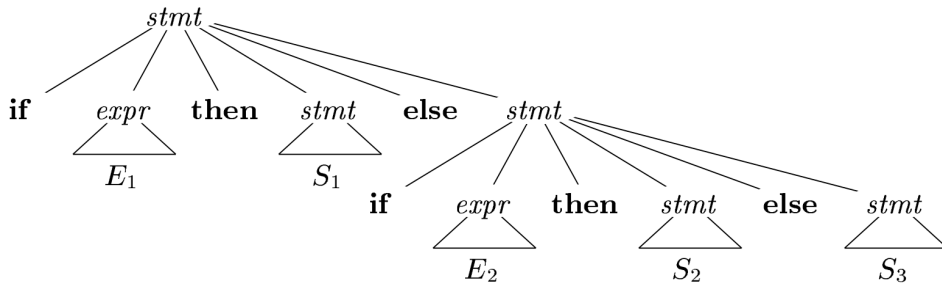 stmt
if expr then stmt else stmt
E₁ S₁
if expr then stmt else stmt
E₂ S₂ S₃